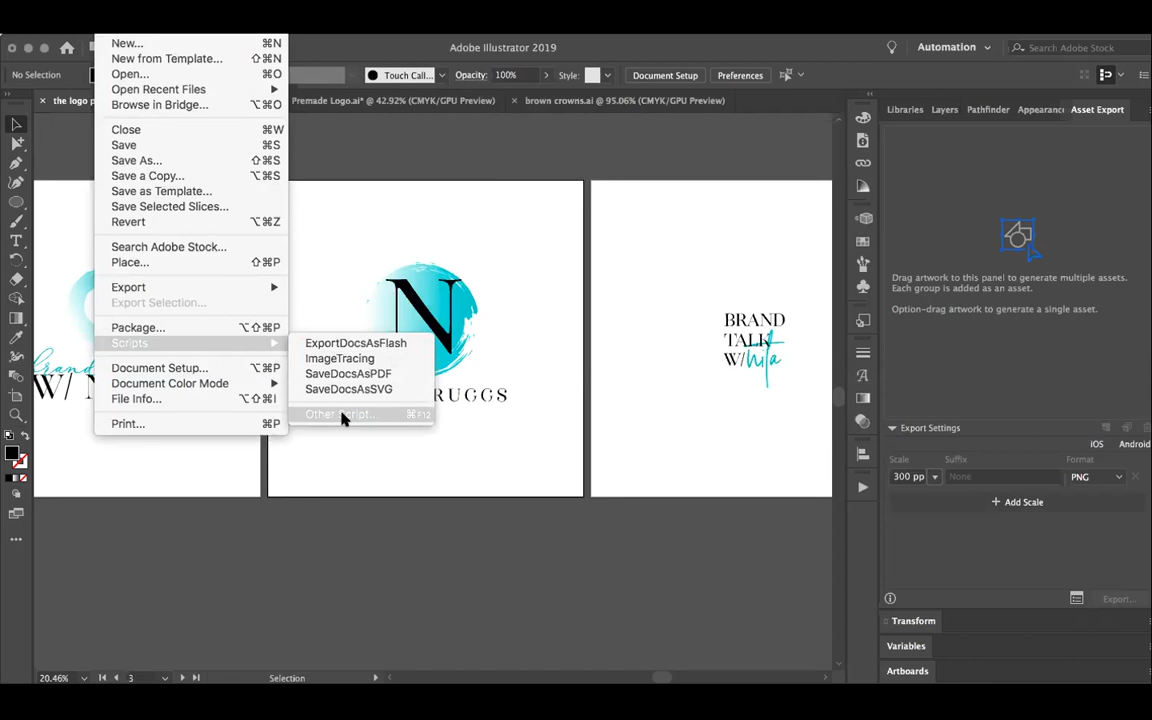 Adobe Illustrator 2019
Automation
Search Adobe Stock
No Selection
Touch Call...
Opacity:
100%
Style:
Document Setup
Preferences
the logo p
Premade Logo.ai* @ 42.92% (CMYK/GPU Preview)
brown crowns.ai @ 95.06% (CMYK/GPU Preview)
New... ⌘N
New from Template... ⇧⌘N
Open... ⌘O
Open Recent Files
Browse in Bridge... ⌥⌘O
Close ⌘W
Save ⌘S
Save As... ⇧⌘S
Save a Copy... ⌥⌘S
Save as Template...
Save Selected Slices...
Revert ⌥⌘Z
Search Adobe Stock...
Place... ⇧⌘P
Export
Export Selection...
Package... ⌥⇧⌘P
Scripts
Document Setup... ⌥⌘P
Document Color Mode
File Info... ⌥⇧⌘I
Print... ⌘P
ExportDocsAsFlash
ImageTracing
SaveDocsAsPDF
SaveDocsAsSVG
Other Script... ⌘F12
W/ N
N
RUGGS
BRAND
TALK
W/nita
Libraries
Layers
Pathfinder
Appearance
Asset Export
Drag artwork to this panel to generate multiple assets.
Each group is added as an asset.
Option-drag artwork to generate a single asset.
Export Settings
iOS
Android
Scale
Suffix
Format
300 pp
None
PNG
+ Add Scale
Export...
Transform
Variables
Artboards
20.46%
3
Selection